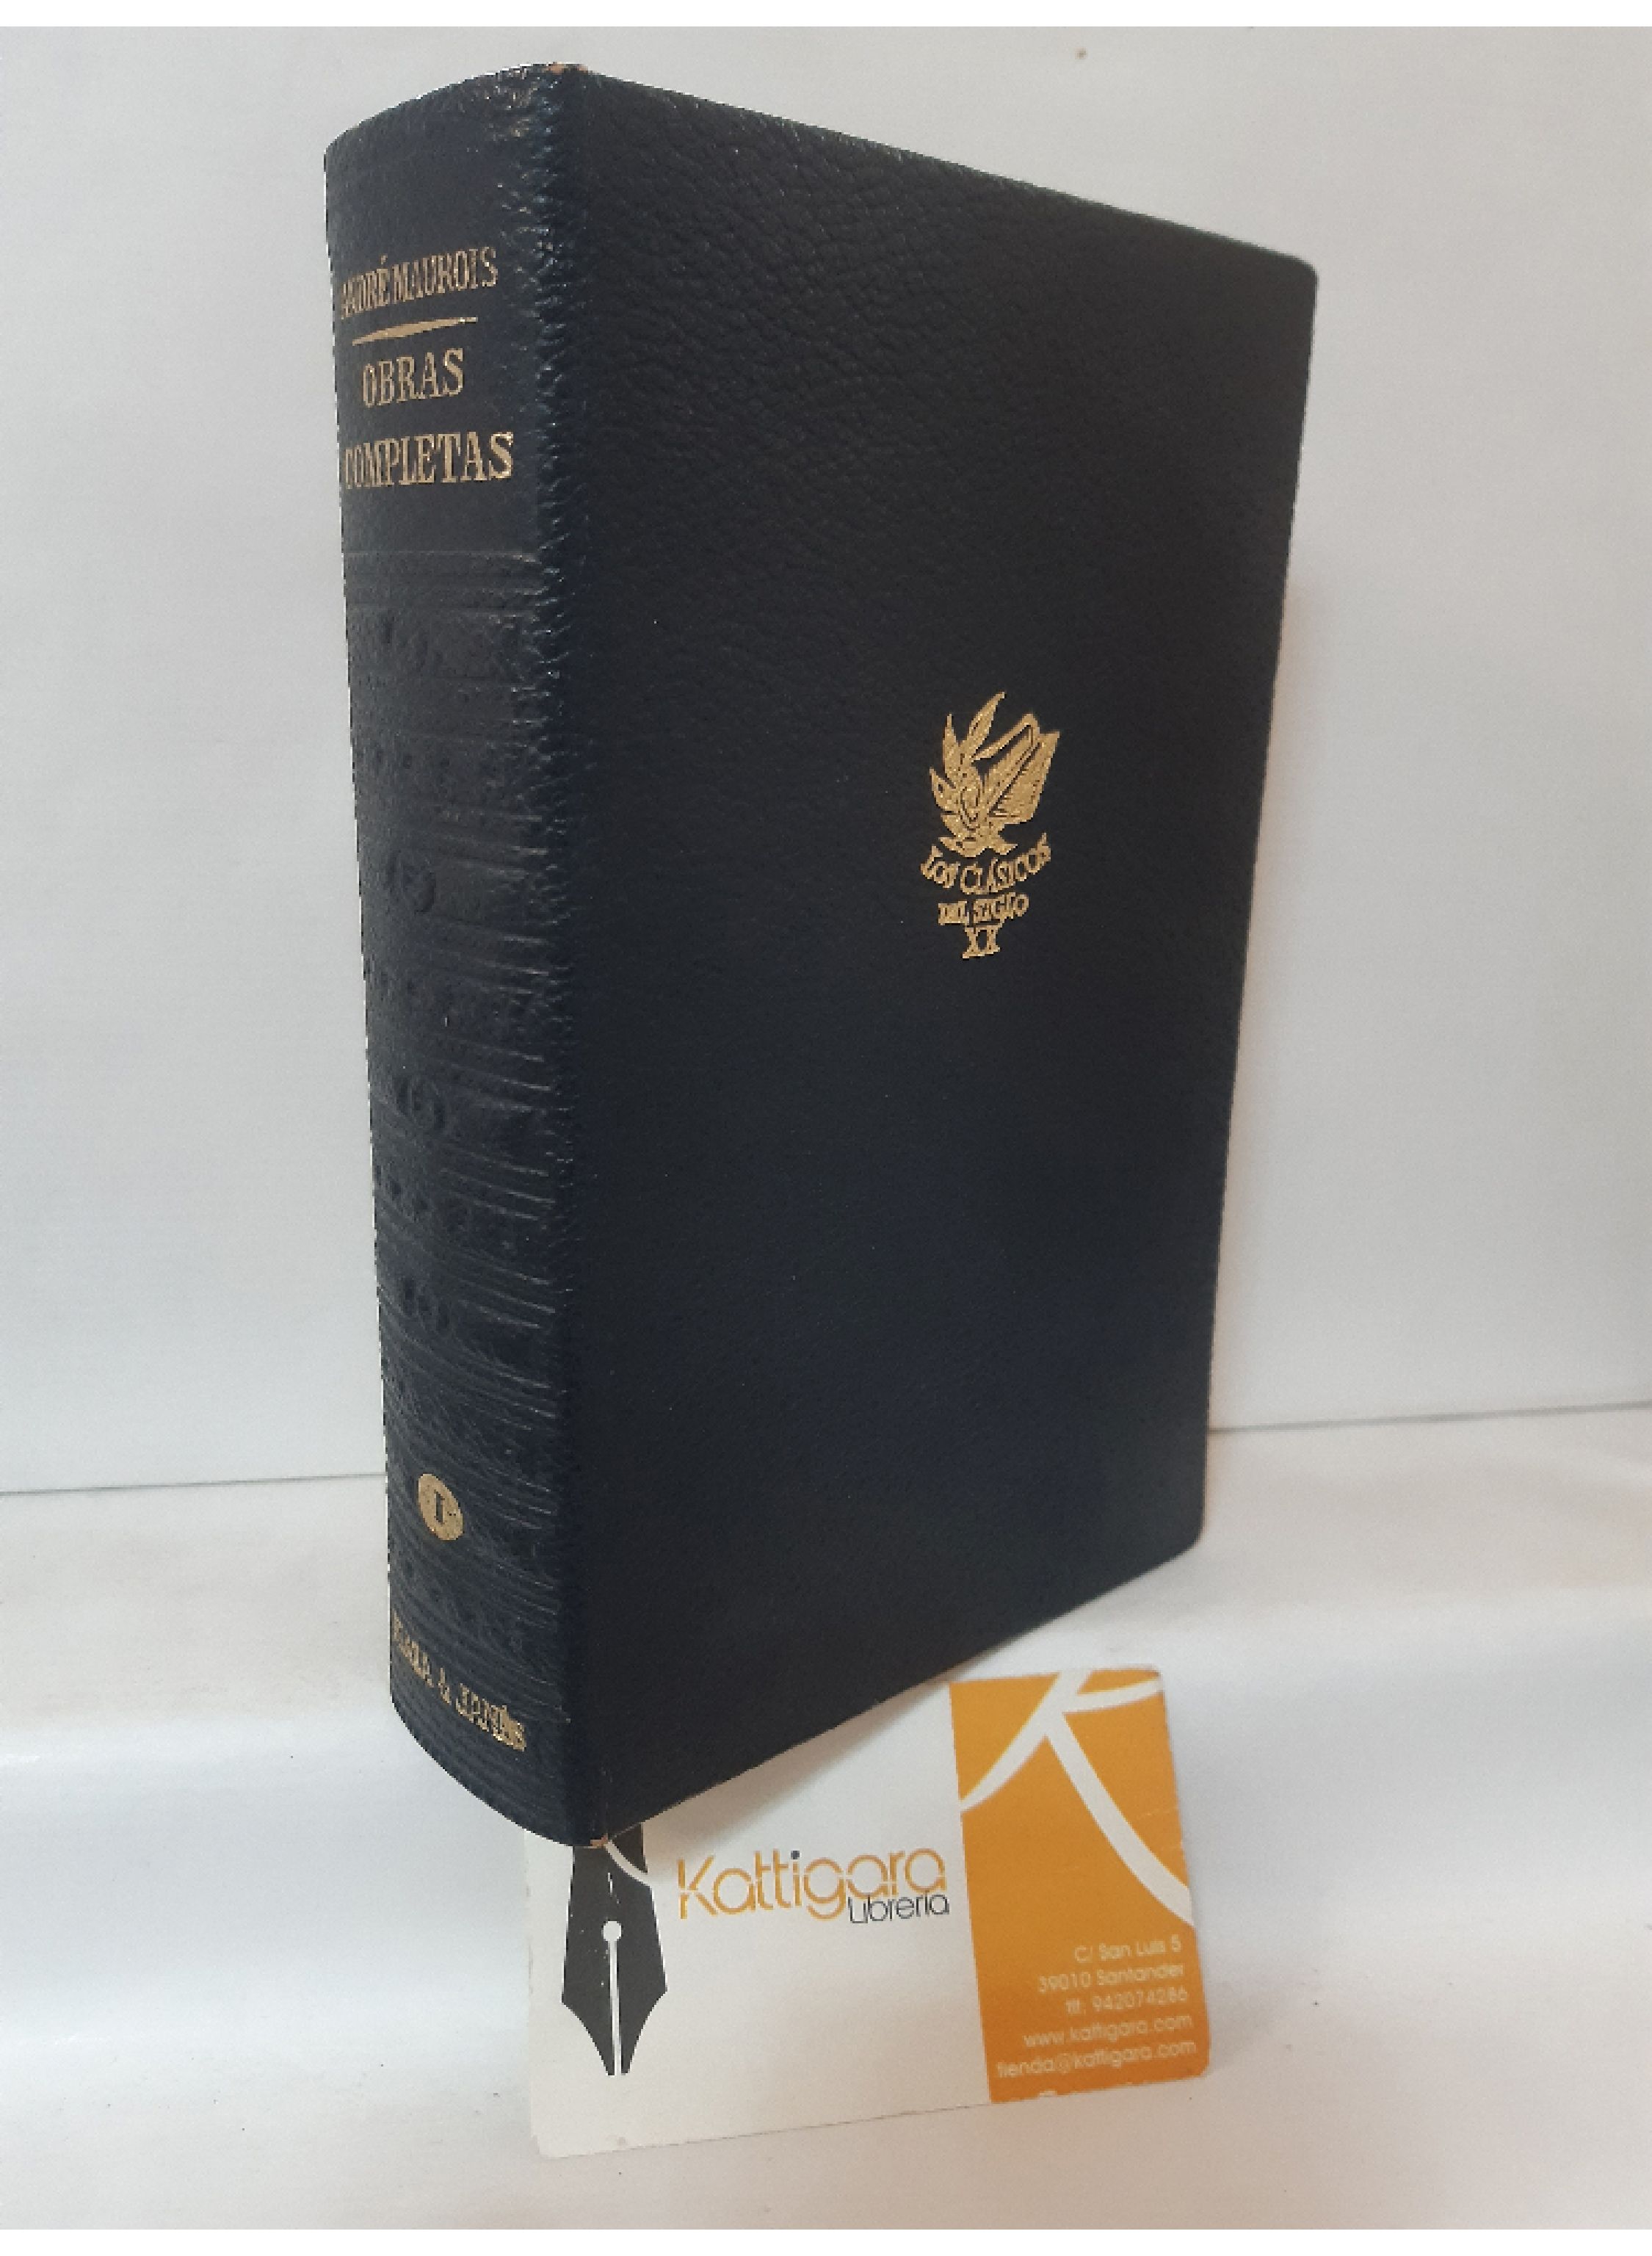 ANDRÉ MAUROIS
OBRAS
COMPLETAS
1
PLAZA & JANÉS
LOS CLÁSICOS
DEL SIGLO
XX
Kattigara
Librería
C/ San Luis 5
39010 Santander
tlf: 942074286
www.kattigara.com
tienda@kattigara.com